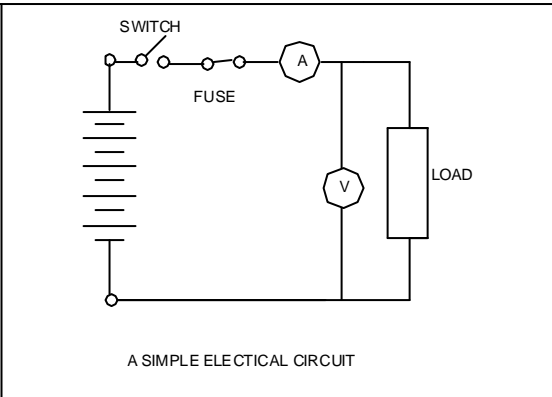 SWITCH
A
FUSE
V
LOAD
A SIMPLE ELECTICAL CIRCUIT